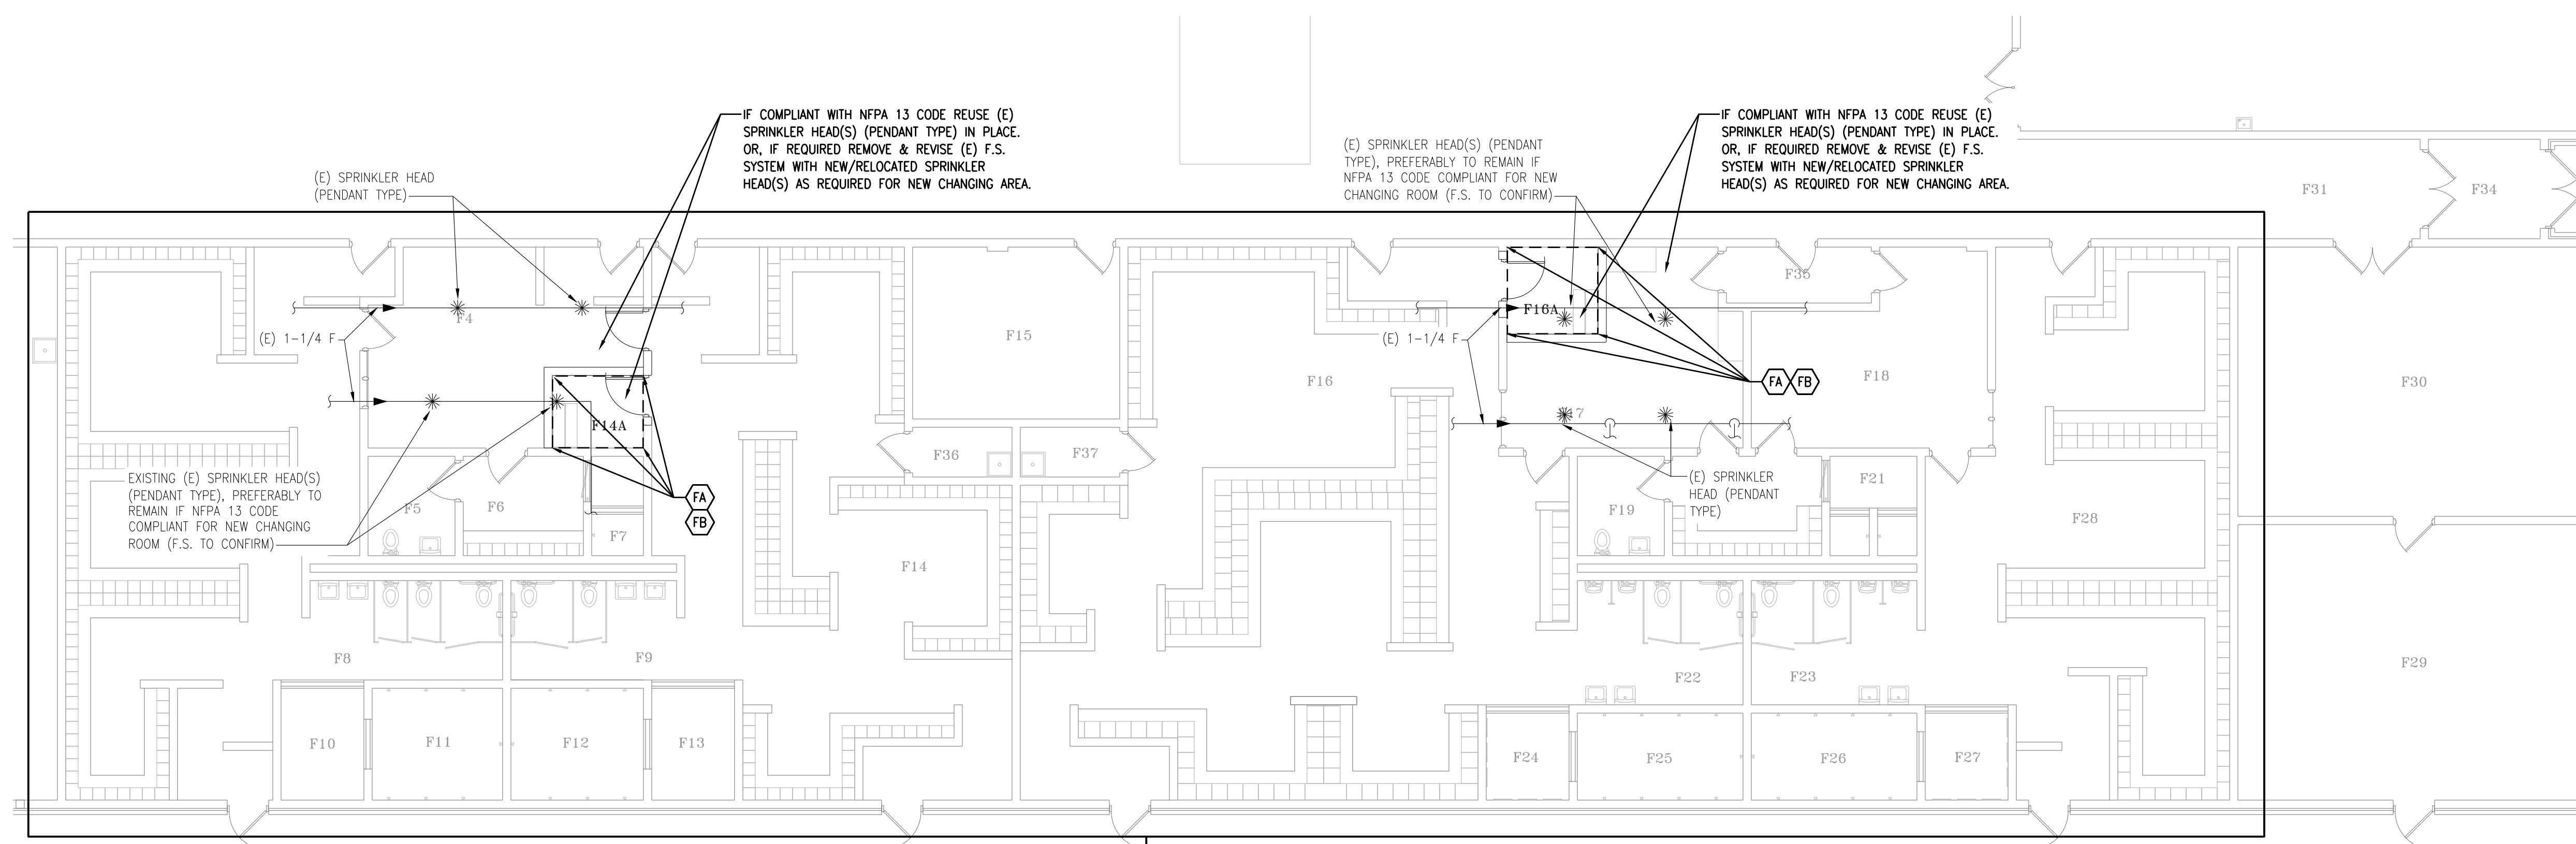 IF COMPLIANT WITH NFPA 13 CODE REUSE (E)
SPRINKLER HEAD(S) (PENDANT TYPE) IN PLACE.
OR, IF REQUIRED REMOVE & REVISE (E) F.S.
SYSTEM WITH NEW/RELOCATED SPRINKLER
HEAD(S) AS REQUIRED FOR NEW CHANGING AREA.
(E) SPRINKLER HEAD
(PENDANT TYPE)
(E) SPRINKLER HEAD(S) (PENDANT
TYPE), PREFERABLY TO REMAIN IF
NFPA 13 CODE COMPLIANT FOR NEW
CHANGING ROOM (F.S. TO CONFIRM)
IF COMPLIANT WITH NFPA 13 CODE REUSE (E)
SPRINKLER HEAD(S) (PENDANT TYPE) IN PLACE.
OR, IF REQUIRED REMOVE & REVISE (E) F.S.
SYSTEM WITH NEW/RELOCATED SPRINKLER
HEAD(S) AS REQUIRED FOR NEW CHANGING AREA.
F31
F34
F35
F4
F16A
F15
(E) 1-1/4 F
(E) 1-1/4 F
F16
FA
FB
F18
F30
F14A
F17
F36
F37
EXISTING (E) SPRINKLER HEAD(S)
(PENDANT TYPE), PREFERABLY TO
REMAIN IF NFPA 13 CODE
COMPLIANT FOR NEW CHANGING
ROOM (F.S. TO CONFIRM)
F5
F6
F7
FA
FB
(E) SPRINKLER
HEAD (PENDANT
TYPE)
F19
F21
F28
F14
F8
F9
F22
F23
F29
F10
F11
F12
F13
F24
F25
F26
F27